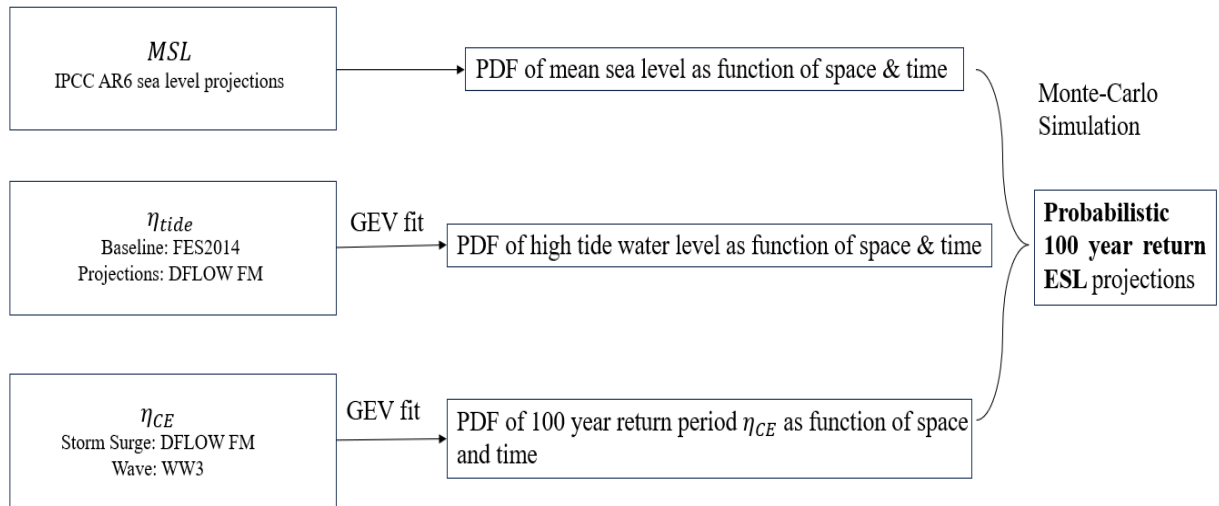 MSL
IPCC AR6 sea level projections
PDF of mean sea level as function of space & time
Monte-Carlo
Simulation
η_tide
Baseline: FES2014
Projections: DFLOW FM
GEV fit
PDF of high tide water level as function of space & time
Probabilistic
100 year return
ESL projections
η_CE
Storm Surge: DFLOW FM
Wave: WW3
GEV fit
PDF of 100 year return period η_CE as function of space
and time